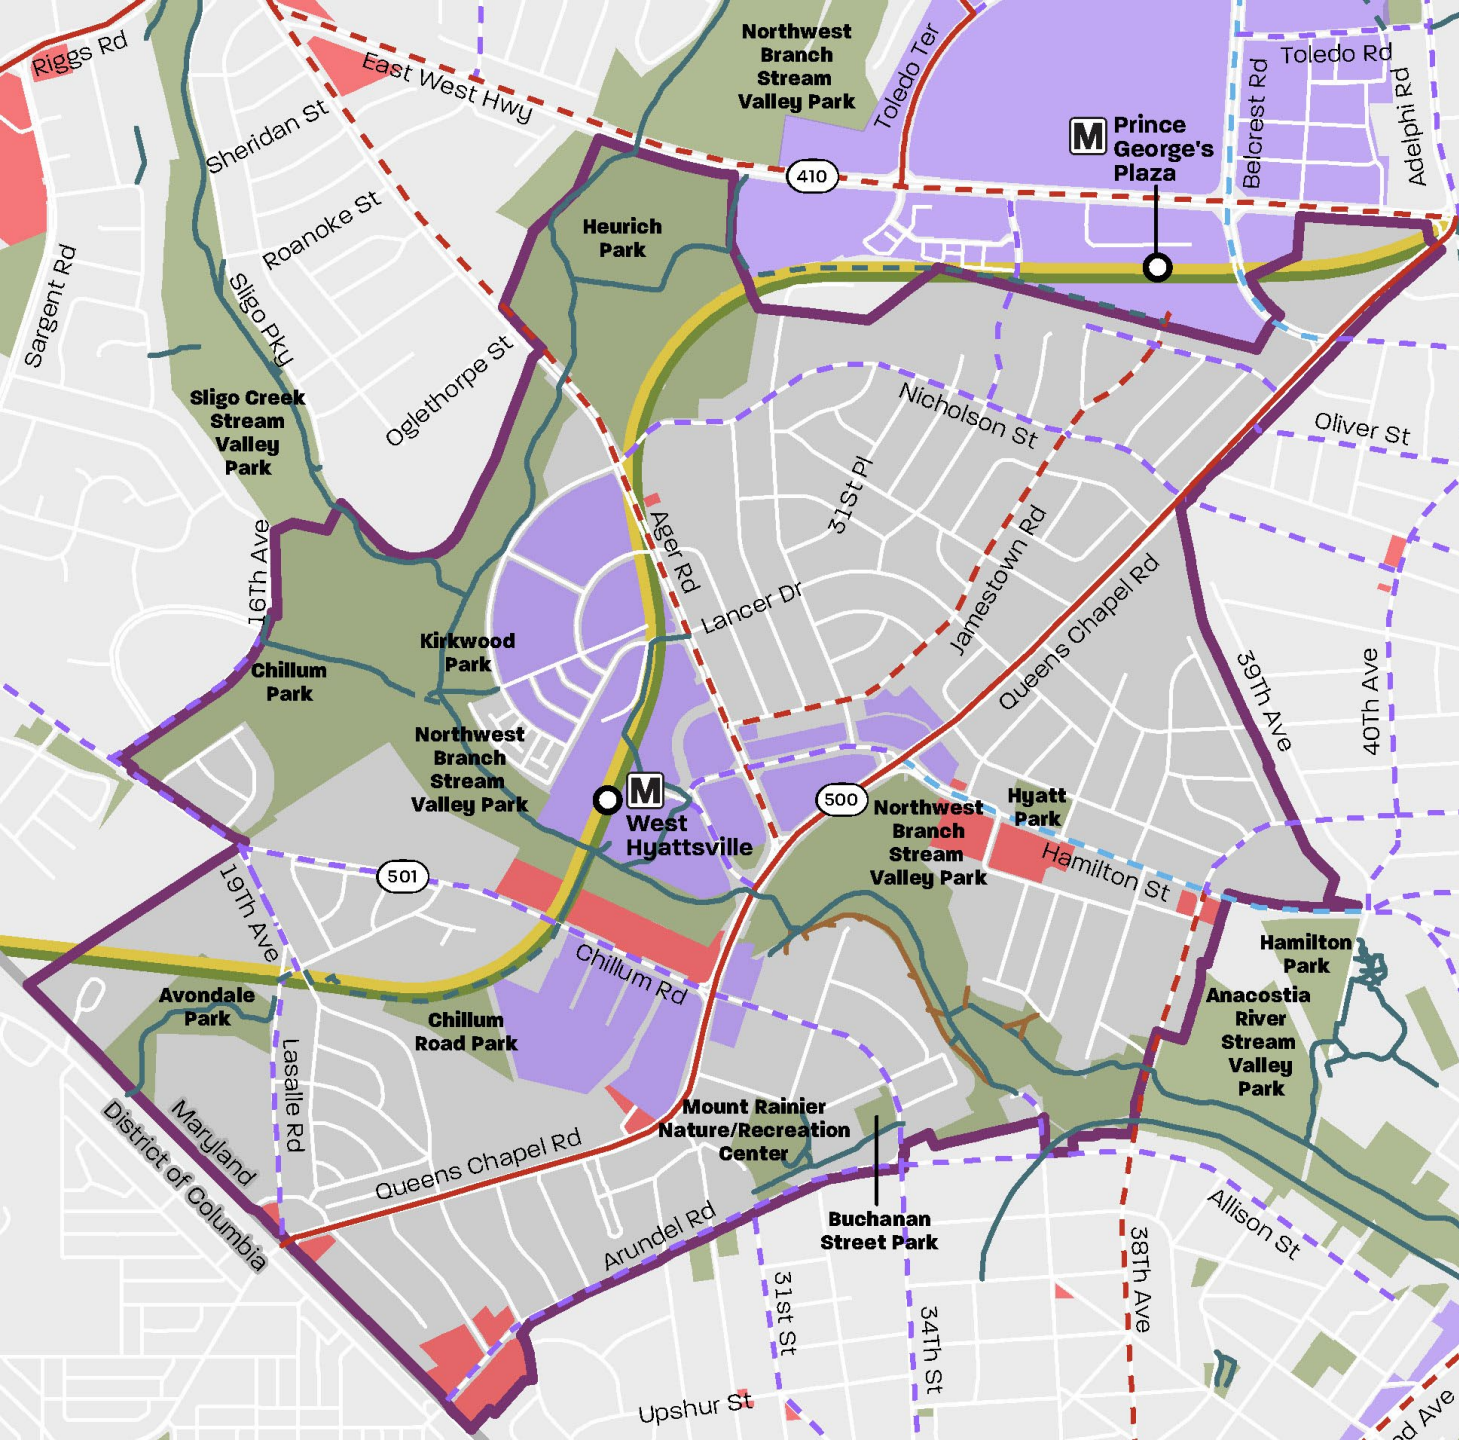 Riggs Rd
East West Hwy
Northwest
Branch
Stream
Valley Park
Toledo Ter
Toledo Rd
Belcrest Rd
Adelphi Rd
M
Prince
George's
Plaza
410
Sheridan St
Roanoke St
Heurich
Park
Sargent Rd
Sligo Pky
Oglethorpe St
Sligo Creek
Stream
Valley
Park
Nicholson St
Oliver St
31St Pl
16Th Ave
Ager Rd
Lancer Dr
Jamestown Rd
Queens Chapel Rd
Kirkwood
Park
Chillum
Park
39Th Ave
40Th Ave
Northwest
Branch
Stream
Valley Park
M
West
Hyattsville
500
Northwest
Branch
Stream
Valley Park
Hyatt
Park
Hamilton St
501
19Th Ave
Chillum Rd
Hamilton
Park
Avondale
Park
Chillum
Road Park
Anacostia
River
Stream
Valley
Park
Lasalle Rd
Maryland
District of Columbia
Mount Rainier
Nature/Recreation
Center
Queens Chapel Rd
Arundel Rd
Buchanan
Street Park
Allison St
38Th Ave
31st St
34Th St
Upshur St
nd Ave